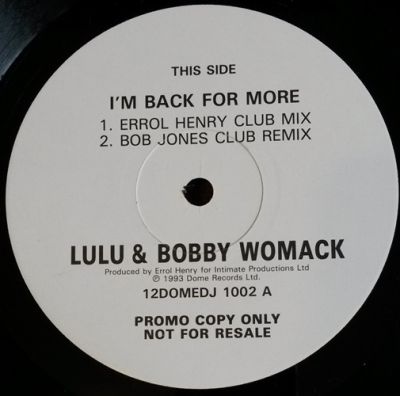 THIS SIDE
I'M BACK FOR MORE
1. ERROL HENRY CLUB MIX
2. BOB JONES CLUB REMIX
LULU & BOBBY WOMACK
Produced by Errol Henry for Intimate Productions Ltd
℗ 1993 Dome Records Ltd.
12DOMEDJ 1002 A
PROMO COPY ONLY
NOT FOR RESALE